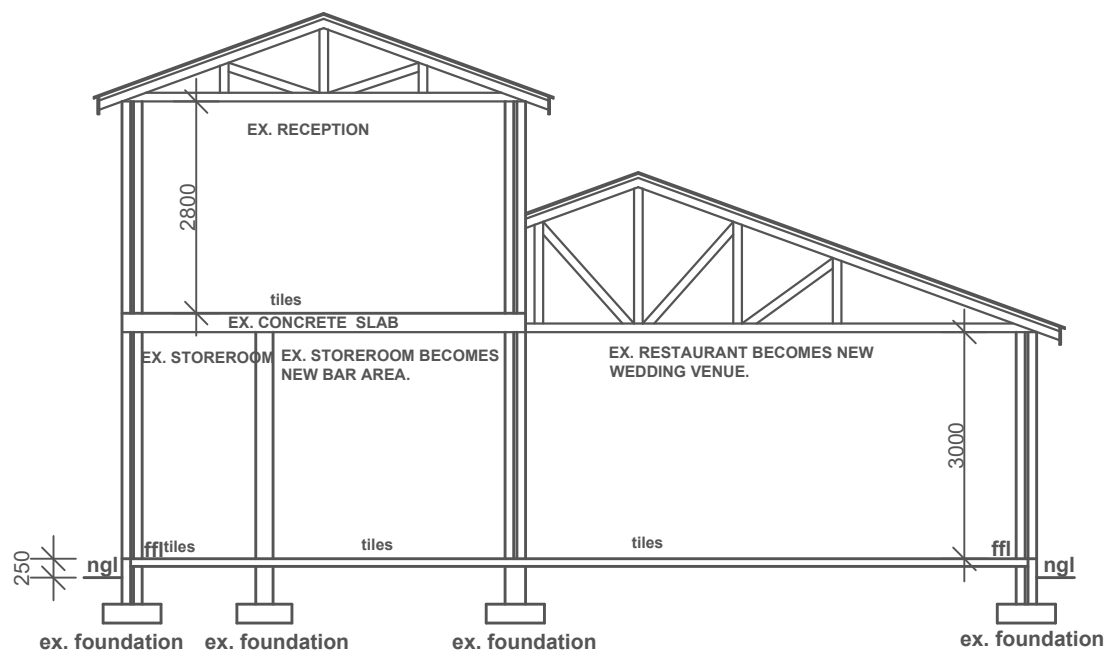 EX. RECEPTION
2800
tiles
EX. CONCRETE SLAB
EX. STOREROOM
EX. STOREROOM BECOMES
NEW BAR AREA.
EX. RESTAURANT BECOMES NEW
WEDDING VENUE.
3000
250
ngl
ffl
tiles
tiles
tiles
ffl
ngl
ex. foundation
ex. foundation
ex. foundation
ex. foundation